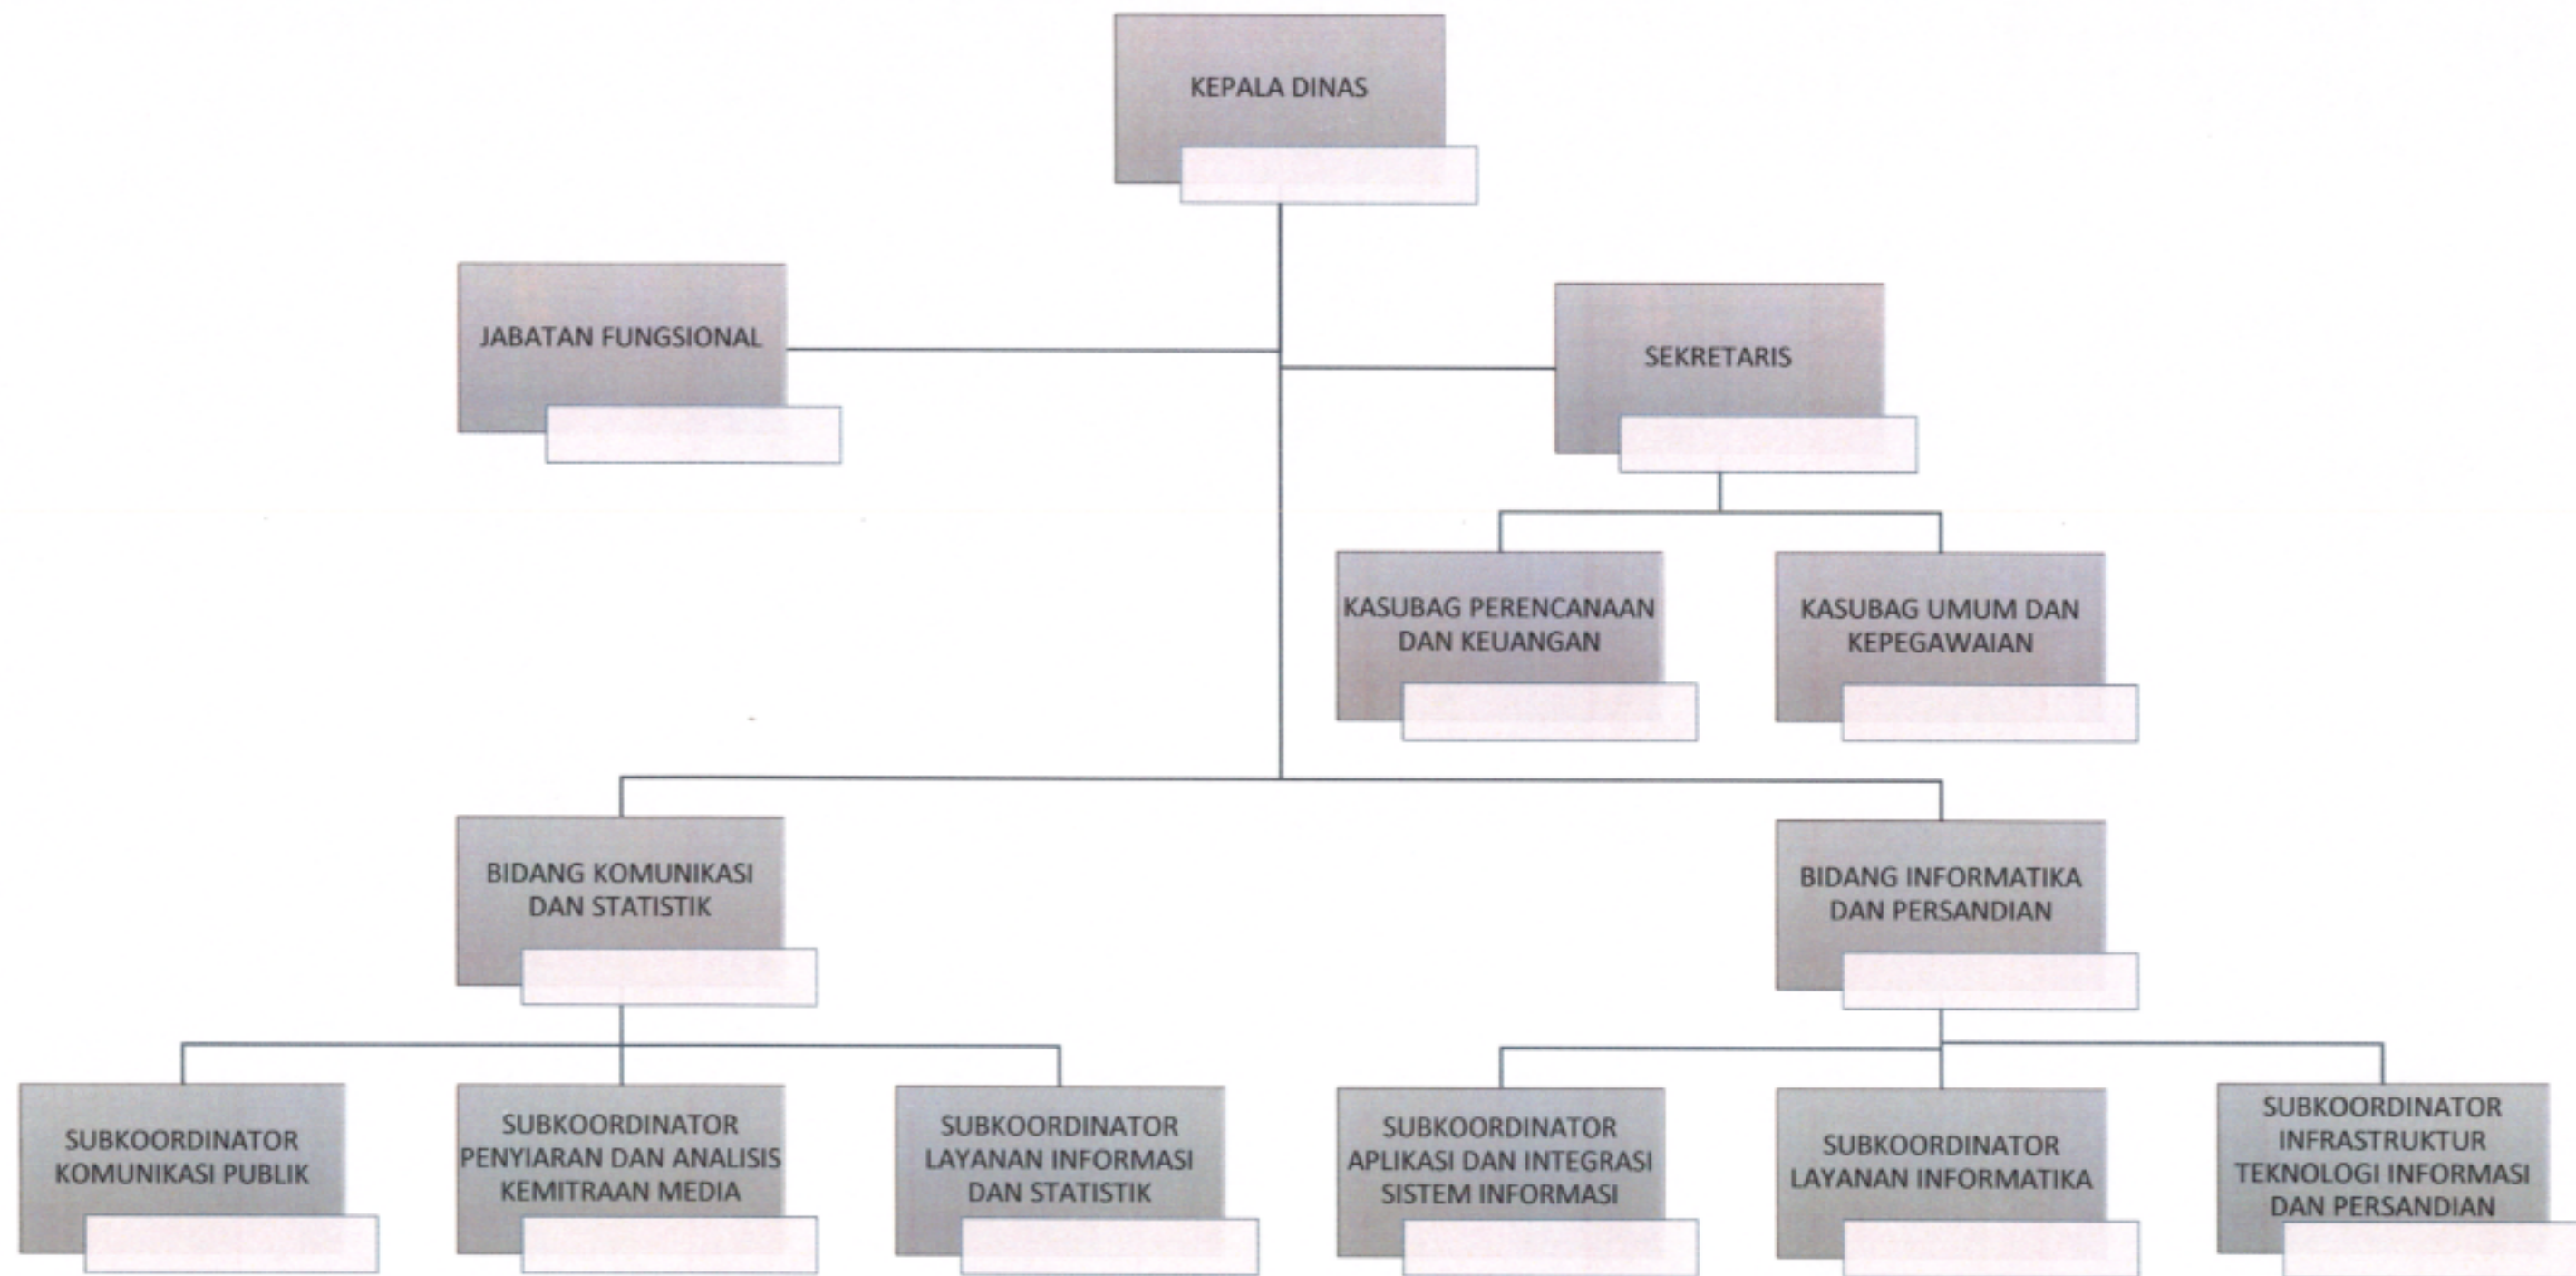 KEPALA DINAS
JABATAN FUNGSIONAL
SEKRETARIS
KASUBAG PERENCANAAN
DAN KEUANGAN
KASUBAG UMUM DAN
KEPEGAWAIAN
BIDANG KOMUNIKASI
DAN STATISTIK
BIDANG INFORMATIKA
DAN PERSANDIAN
SUBKOORDINATOR
KOMUNIKASI PUBLIK
SUBKOORDINATOR
PENYIARAN DAN ANALISIS
KEMITRAAN MEDIA
SUBKOORDINATOR
LAYANAN INFORMASI
DAN STATISTIK
SUBKOORDINATOR
APLIKASI DAN INTEGRASI
SISTEM INFORMASI
SUBKOORDINATOR
LAYANAN INFORMATIKA
SUBKOORDINATOR
INFRASTRUKTUR
TEKNOLOGI INFORMASI
DAN PERSANDIAN